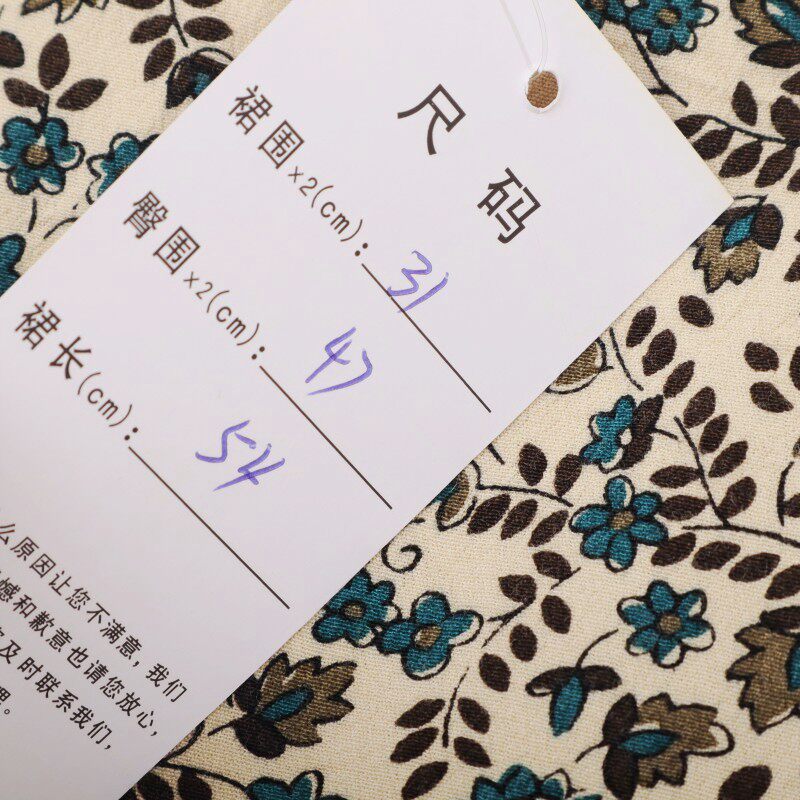 尺码
裙围×2(cm): 31
臀围×2(cm): 47
裙长(cm): 54
么原因让您不满意,我们
憾和歉意也请您放心,
及时联系我们,
理。